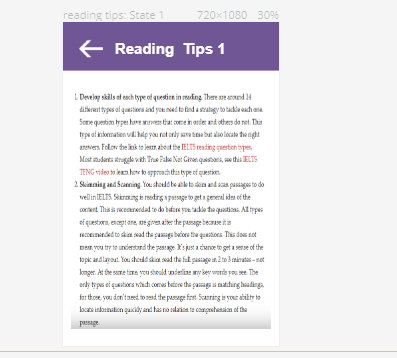 reading tips: State 1 720×1080 30%
← Reading Tips 1
1. Develop skills of each type of question in reading. There are around 14
different types of questions and you need to find a strategy to tackle each one.
Some question types have answers that come in order and others do not. This
type of information will help you not only save time but also locate the right
answers. Follow the link to learn about the IELTS reading question types.
Most students struggle with True False Not Given questions, see this IELTS
TFNG video to learn how to approach this type of question.
2. Skimming and Scanning. You should be able to skim and scan passages to do
well in IELTS. Skimming is reading a passage to get a general idea of the
content. This is recommended to do before you tackle the questions. All types
of questions, except one, are given after the passage because it is
recommended to skim read the passage before the questions. This does not
mean you try to understand the passage. It's just a chance to get a sense of the
topic and layout. You should skim read the full passage in 2 to 3 minutes – not
longer. At the same time, you should underline any key words you see. The
only types of questions which comes before the passage is matching headings,
for those, you don't need to read the passage first. Scanning is your ability to
locate information quickly and has no relation to comprehension of the
passage.